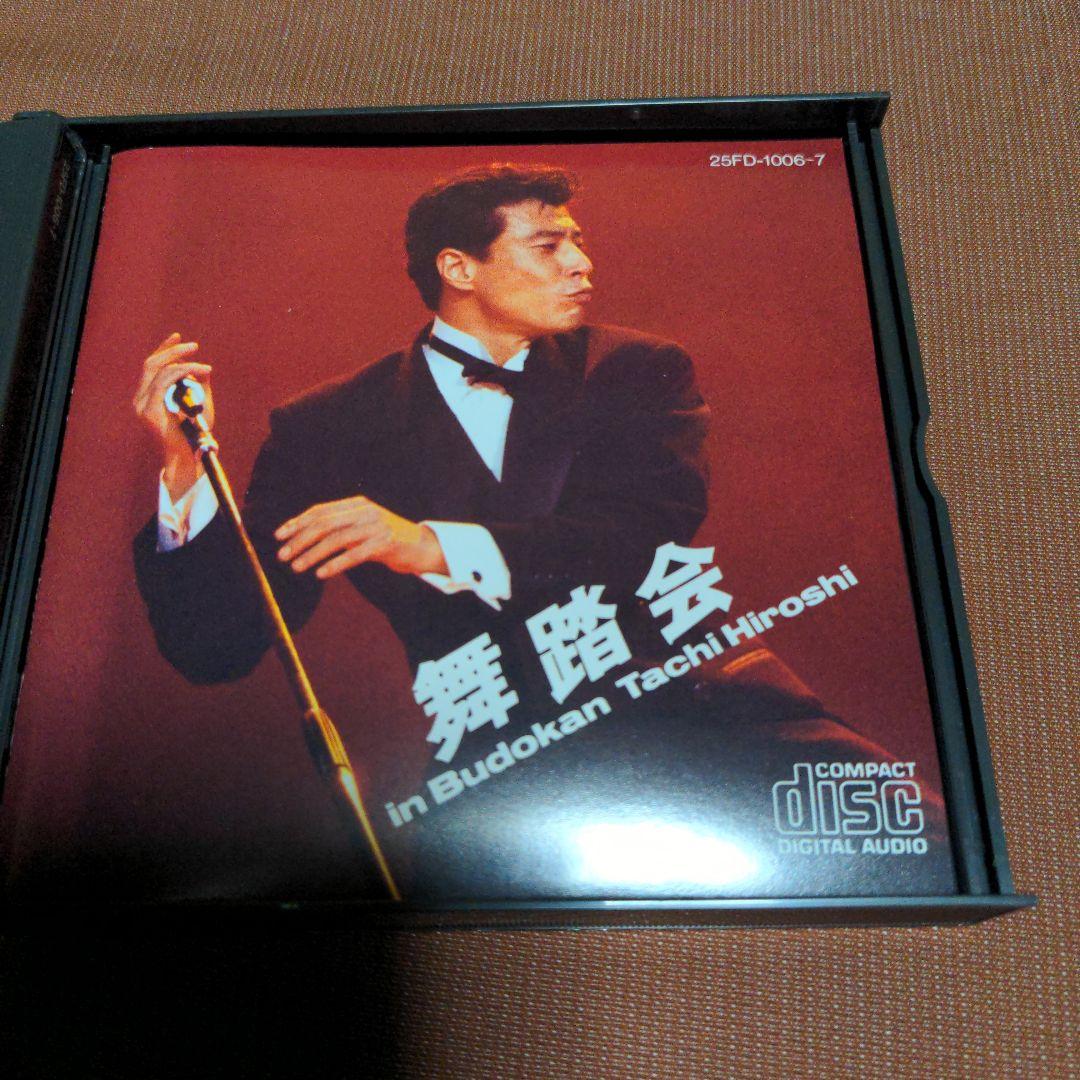 25FD-1006~7
舞踏会
in Budokan Tachi Hiroshi
COMPACT
disc
DIGITAL AUDIO